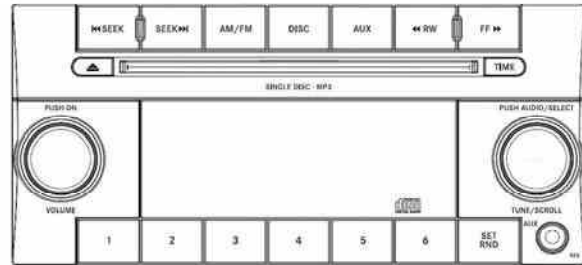 ⏮SEEK SEEK⏭ AM/FM DISC AUX ◀◀ RW FF ▶▶
TIME
SINGLE DISC - MP3
PUSH ON PUSH AUDIO/SELECT
VOLUME TUNE/SCROLL
1 2 3 4 5 6 SET
RND
AUX